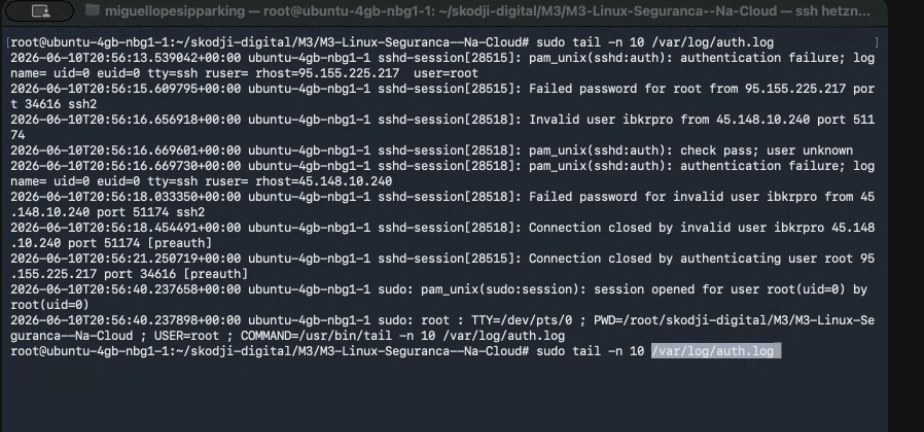 miguellopesipparking — root@ubuntu-4gb-nbg1-1: ~/skodji-digital/M3/M3-Linux-Seguranca--Na-Cloud — ssh hetzn...
[root@ubuntu-4gb-nbg1-1:~/skodji-digital/M3/M3-Linux-Seguranca--Na-Cloud# sudo tail -n 10 /var/log/auth.log ]
2026-06-10T20:56:13.539042+00:00 ubuntu-4gb-nbg1-1 sshd-session[28515]: pam_unix(sshd:auth): authentication failure; log
name= uid=0 euid=0 tty=ssh ruser= rhost=95.155.225.217  user=root
2026-06-10T20:56:15.609795+00:00 ubuntu-4gb-nbg1-1 sshd-session[28515]: Failed password for root from 95.155.225.217 por
t 34616 ssh2
2026-06-10T20:56:16.656918+00:00 ubuntu-4gb-nbg1-1 sshd-session[28518]: Invalid user ibkrpro from 45.148.10.240 port 511
74
2026-06-10T20:56:16.669601+00:00 ubuntu-4gb-nbg1-1 sshd-session[28518]: pam_unix(sshd:auth): check pass; user unknown
2026-06-10T20:56:16.669730+00:00 ubuntu-4gb-nbg1-1 sshd-session[28518]: pam_unix(sshd:auth): authentication failure; log
name= uid=0 euid=0 tty=ssh ruser= rhost=45.148.10.240
2026-06-10T20:56:18.033350+00:00 ubuntu-4gb-nbg1-1 sshd-session[28518]: Failed password for invalid user ibkrpro from 45
.148.10.240 port 51174 ssh2
2026-06-10T20:56:18.454491+00:00 ubuntu-4gb-nbg1-1 sshd-session[28518]: Connection closed by invalid user ibkrpro 45.148
.10.240 port 51174 [preauth]
2026-06-10T20:56:21.250719+00:00 ubuntu-4gb-nbg1-1 sshd-session[28515]: Connection closed by authenticating user root 95
.155.225.217 port 34616 [preauth]
2026-06-10T20:56:40.237658+00:00 ubuntu-4gb-nbg1-1 sudo: pam_unix(sudo:session): session opened for user root(uid=0) by
root(uid=0)
2026-06-10T20:56:40.237898+00:00 ubuntu-4gb-nbg1-1 sudo: root : TTY=/dev/pts/0 ; PWD=/root/skodji-digital/M3/M3-Linux-Se
guranca--Na-Cloud ; USER=root ; COMMAND=/usr/bin/tail -n 10 /var/log/auth.log
root@ubuntu-4gb-nbg1-1:~/skodji-digital/M3/M3-Linux-Seguranca--Na-Cloud# sudo tail -n 10 /var/log/auth.log